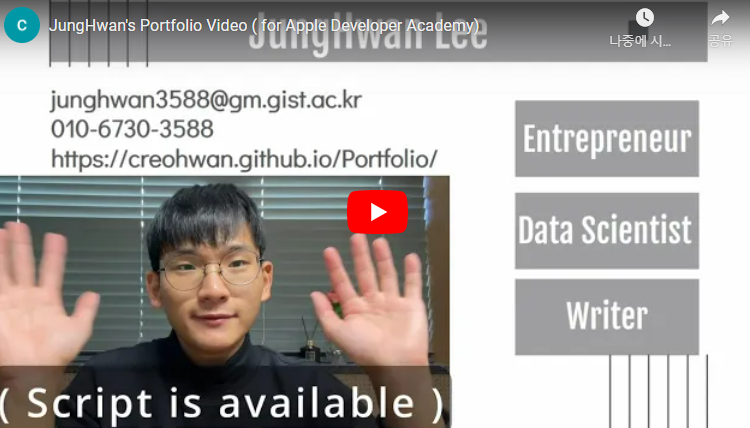 C
JungHwan's Portfolio Video ( for Apple Developer Academy)
JungHwan Lee
나중에 시...
공유
junghwan3588@gm.gist.ac.kr
010-6730-3588
https://creohwan.github.io/Portfolio/
Entrepreneur
Data Scientist
Writer
( Script is available )